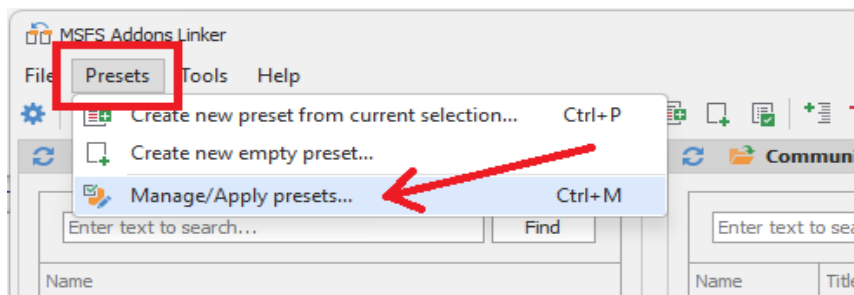 MSFS Addons Linker
File Presets Tools Help
Create new preset from current selection... Ctrl+P
Create new empty preset...
Communi
Manage/Apply presets... Ctrl+M
Enter text to search... Find
Enter text to sea
Name
Name Title